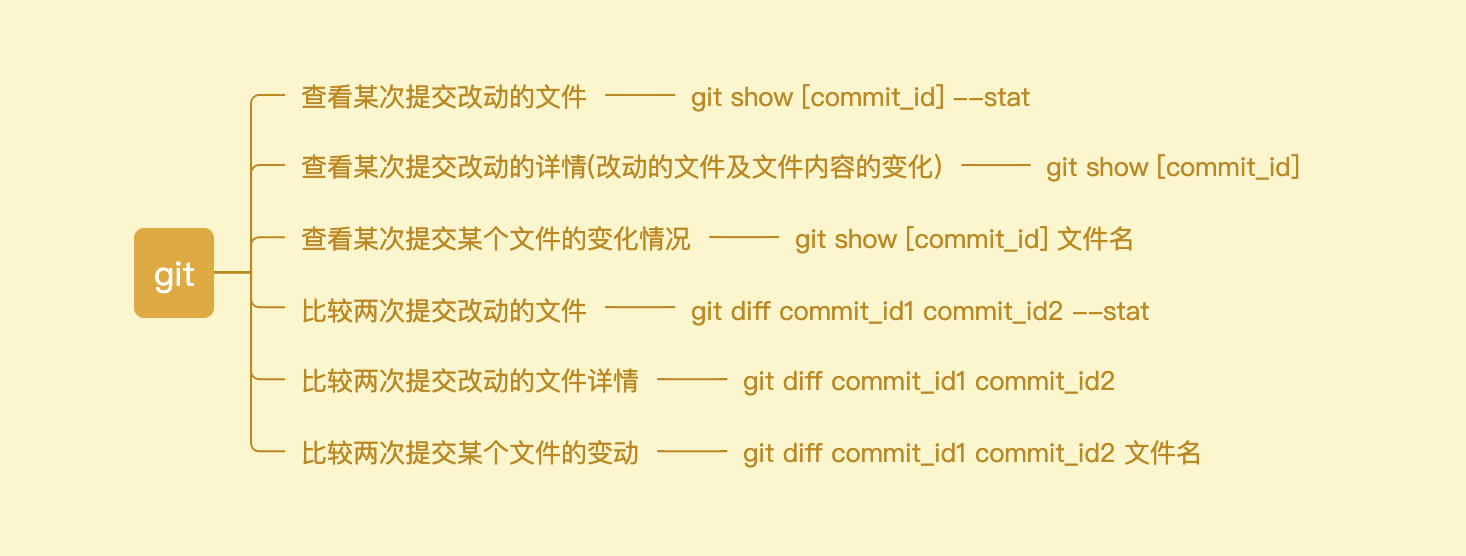 查看某次提交改动的文件 git show [commit_id] --stat
查看某次提交改动的详情(改动的文件及文件内容的变化) git show [commit_id]
查看某次提交某个文件的变化情况 git show [commit_id] 文件名
git
比较两次提交改动的文件 git diff commit_id1 commit_id2 --stat
比较两次提交改动的文件详情 git diff commit_id1 commit_id2
比较两次提交某个文件的变动 git diff commit_id1 commit_id2 文件名